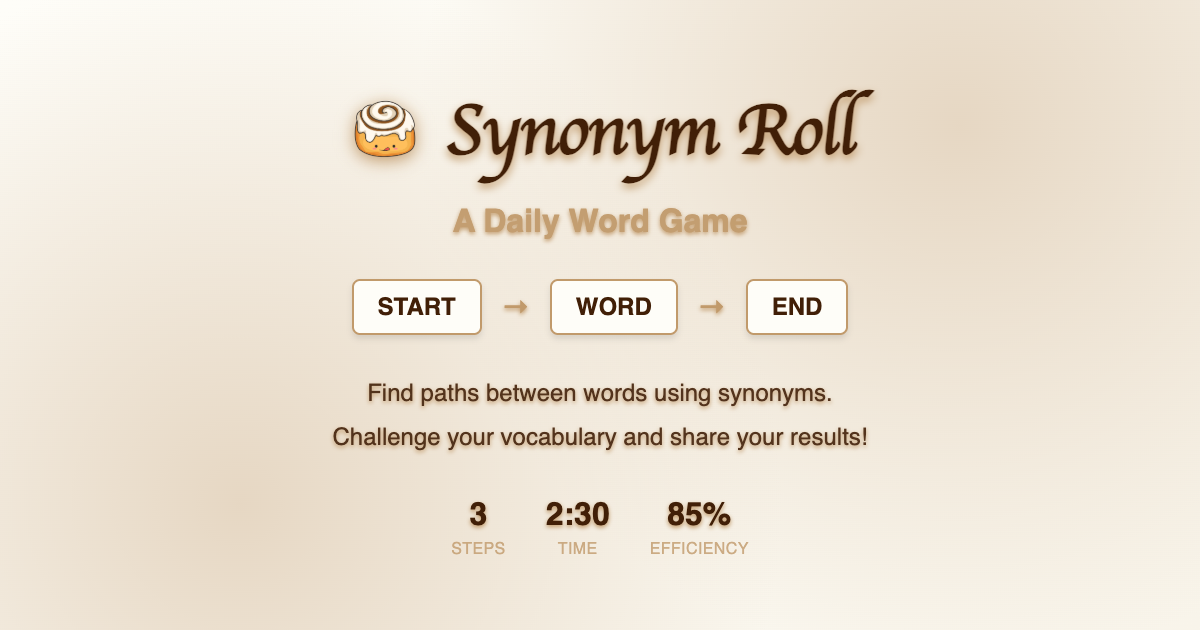 Synonym Roll
A Daily Word Game
START → WORD → END
Find paths between words using synonyms.
Challenge your vocabulary and share your results!
3 2:30 85%
STEPS TIME EFFICIENCY